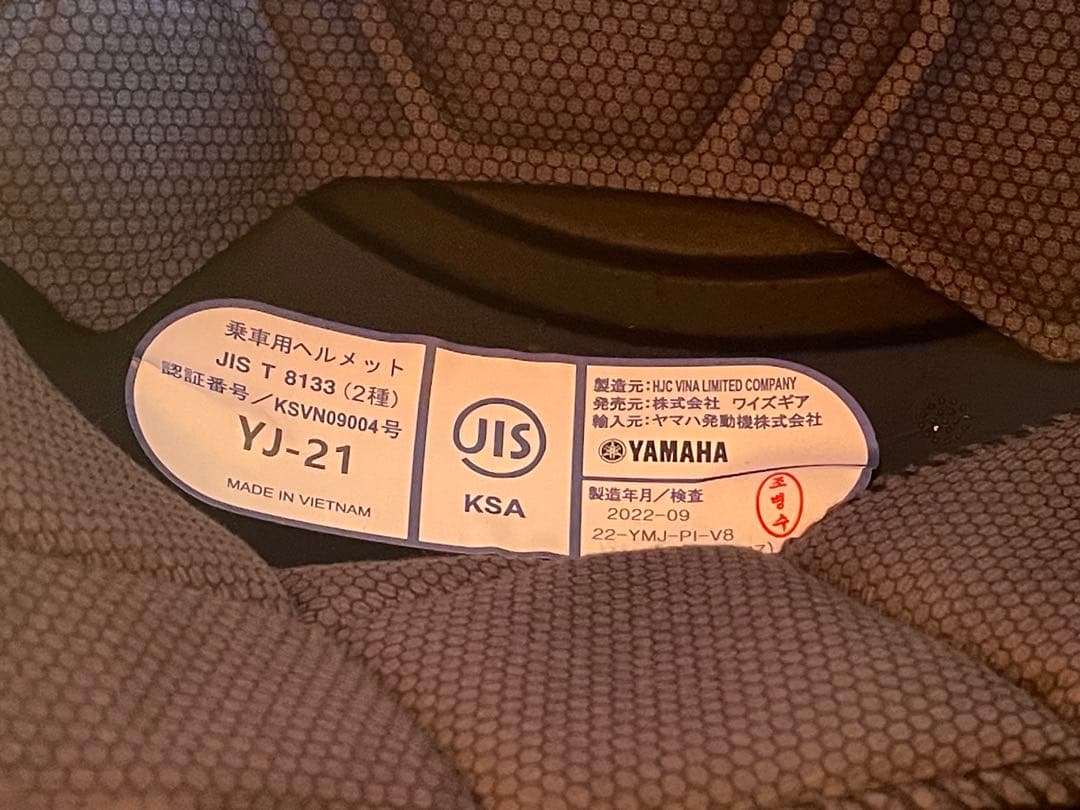 乗車用ヘルメット
JIS T 8133 (2種)
認証番号／KSVN09004号
YJ-21
MADE IN VIETNAM
JIS
KSA
製造元:HJC VINA LIMITED COMPANY
発売元:株式会社 ワイズギア
輸入元:ヤマハ発動機株式会社
YAMAHA
製造年月／検査
2022-09
22-YMJ-PI-V8
조병수